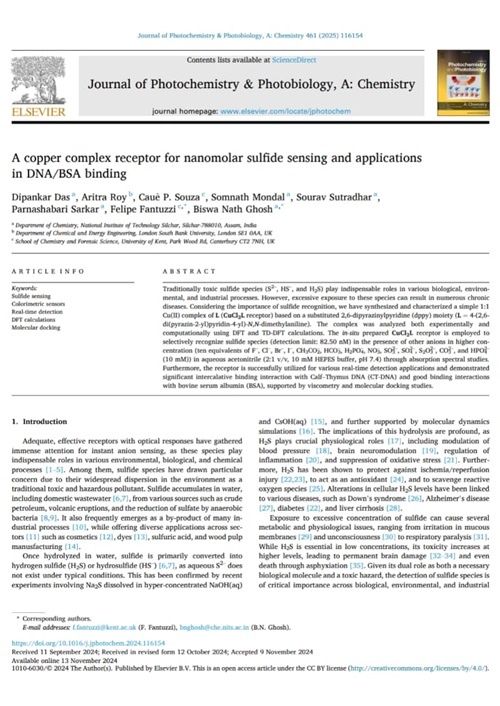 Journal of Photochemistry & Photobiology, A: Chemistry 461 (2025) 116154
Contents lists available at ScienceDirect
Journal of Photochemistry & Photobiology, A: Chemistry
journal homepage: www.elsevier.com/locate/jphotochem
ELSEVIER
A copper complex receptor for nanomolar sulfide sensing and applications
in DNA/BSA binding
Dipankar Das a, Aritra Roy b, Cauê P. Souza c, Somnath Mondal a, Sourav Sutradhar a,
Parnashabari Sarkar a, Felipe Fantuzzi c,*, Biswa Nath Ghosh a,*
a Department of Chemistry, National Institute of Technology Silchar, Silchar-788010, Assam, India
b Department of Chemical and Energy Engineering, London South Bank University, London SE1 0AA, UK
c School of Chemistry and Forensic Science, University of Kent, Park Wood Rd, Canterbury CT2 7NH, UK
ARTICLE INFO
Keywords:
Sulfide sensing
Colorimetric sensors
Real-time detection
DFT calculations
Molecular docking
ABSTRACT
Traditionally toxic sulfide species (S2−, HS−, and H2S) play indispensable roles in various biological, environ-
mental, and industrial processes. However, excessive exposure to these species can result in numerous chronic
diseases. Considering the importance of sulfide recognition, we have synthesized and characterized a simple 1:1
Cu(II) complex of L (CuCl2L receptor) based on a substituted 2,6-dipyrazinylpyridine (dppy) moiety (L = 4-(2,6-
di(pyrazin-2-yl)pyridin-4-yl)-N,N-dimethylaniline). The complex was analyzed both experimentally and
computationally using DFT and TD-DFT calculations. The in-situ prepared CuCl2L receptor is employed to
selectively recognize sulfide species (detection limit: 82.50 nM) in the presence of other anions in higher con-
centration (ten equivalents of F−, Cl−, Br−, I−, CH3CO2−, HCO3−, H2PO4−, NO3−, SO32−, SO42−, S2O32−, CO32−, and HPO42−
(10 mM)) in aqueous acetonitrile (2:1 v/v, 10 mM HEPES buffer, pH 7.4) through absorption spectral studies.
Furthermore, the receptor is successfully utilized for various real-time detection applications and demonstrated
significant intercalative binding interaction with Calf-Thymus DNA (CT-DNA) and good binding interactions
with bovine serum albumin (BSA), supported by viscometry and molecular docking studies.
1. Introduction
Adequate, effective receptors with optical responses have gathered
immense attention for instant anion sensing, as these species play
indispensable roles in various environmental, biological, and chemical
processes [1–5]. Among them, sulfide species have drawn particular
concern due to their widespread dispersion in the environment as a
traditional toxic and hazardous pollutant. Sulfide accumulates in water,
including domestic wastewater [6,7], from various sources such as crude
petroleum, volcanic eruptions, and the reduction of sulfate by anaerobic
bacteria [8,9]. It also frequently emerges as a by-product of many in-
dustrial processes [10], while offering diverse applications across sec-
tors [11] such as cosmetics [12], dyes [13], sulfuric acid, and wood pulp
manufacturing [14].
Once hydrolyzed in water, sulfide is primarily converted into
hydrogen sulfide (H2S) or hydrosulfide (HS−) [6,7], as aqueous S2− does
not exist under typical conditions. This has been confirmed by recent
experiments involving Na2S dissolved in hyper-concentrated NaOH(aq)
and CsOH(aq) [15], and further supported by molecular dynamics
simulations [16]. The implications of this hydrolysis are profound, as
H2S plays crucial physiological roles [17], including modulation of
blood pressure [18], brain neuromodulation [19], regulation of
inflammation [20], and suppression of oxidative stress [21]. Further-
more, H2S has been shown to protect against ischemia/reperfusion
injury [22,23], to act as an antioxidant [24], and to scavenge reactive
oxygen species [25]. Alterations in cellular H2S levels have been linked
to various diseases, such as Down's syndrome [26], Alzheimer's disease
[27], diabetes [22], and liver cirrhosis [28].
Exposure to excessive concentration of sulfide can cause several
metabolic and physiological issues, ranging from irritation in mucous
membranes [29] and unconsciousness [30] to respiratory paralysis [31].
While H2S is essential in low concentrations, its toxicity increases at
higher levels, leading to permanent brain damage [32–34] and even
death through asphyxiation [35]. Given its dual role as both a necessary
biological molecule and a toxic hazard, the detection of sulfide species is
of critical importance across biological, environmental, and industrial
* Corresponding authors.
E-mail addresses: f.fantuzzi@kent.ac.uk (F. Fantuzzi), bnghosh@che.nits.ac.in (B.N. Ghosh).
https://doi.org/10.1016/j.jphotochem.2024.116154
Received 11 September 2024; Received in revised form 12 October 2024; Accepted 9 November 2024
Available online 13 November 2024
1010-6030/© 2024 The Author(s). Published by Elsevier B.V. This is an open access article under the CC BY license (http://creativecommons.org/licenses/by/4.0/).